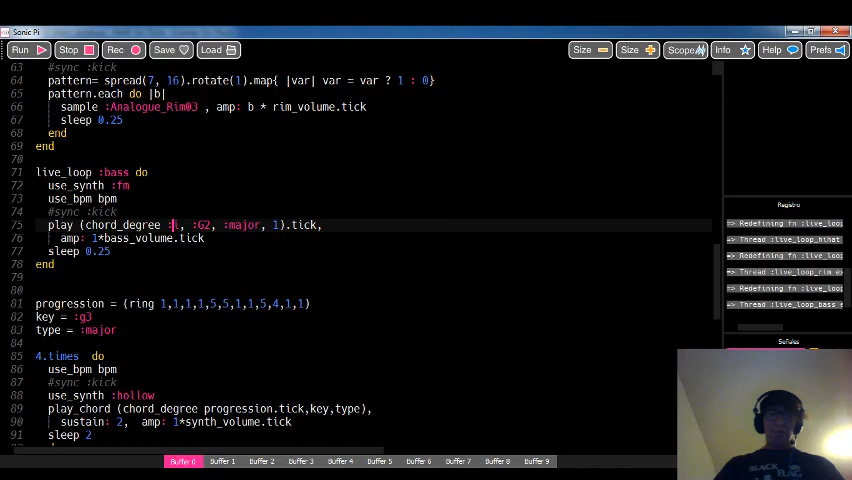 Sonic Pi
Run Stop Rec Save Load Size Size Scope Info Help Prefs
63 #sync :kick
64 pattern= spread(7, 16).rotate(1).map{ |var| var = var ? 1 : 0}
65 pattern.each do |b|
66 sample :Analogue_Rim03 , amp: b * rim_volume.tick
67 sleep 0.25
68 end
69 end
70
71 live_loop :bass do
72 use_synth :fm
73 use_bpm bpm
74 #sync :kick
75 play (chord_degree :i, :G2, :major, 1).tick,
76 amp: 1*bass_volume.tick
77 sleep 0.25
78 end
79
80
81 progression = (ring 1,1,1,1,5,5,1,1,5,4,1,1)
82 key = :g3
83 type = :major
84
85 4.times do
86 use_bpm bpm
87 #sync :kick
88 use_synth :hollow
89 play_chord (chord_degree progression.tick,key,type),
90 sustain: 2, amp: 1*synth_volume.tick
91 sleep 2
Registro
=> Redefining fn :live_loop
=> Thread :live_loop_hihat
=> Redefining fn :live_loop
=> Thread :live_loop_rim e
=> Redefining fn :live_loop
=> Thread :live_loop_bass e
Señales
BLACK
FLAG
Buffer 0 Buffer 1 Buffer 2 Buffer 3 Buffer 4 Buffer 5 Buffer 6 Buffer 7 Buffer 8 Buffer 9